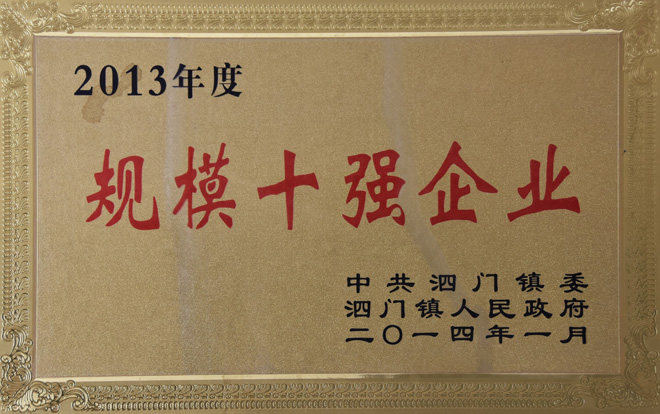 2013年度
规模十强企业
中共泗门镇委
泗门镇人民政府
二〇一四年一月